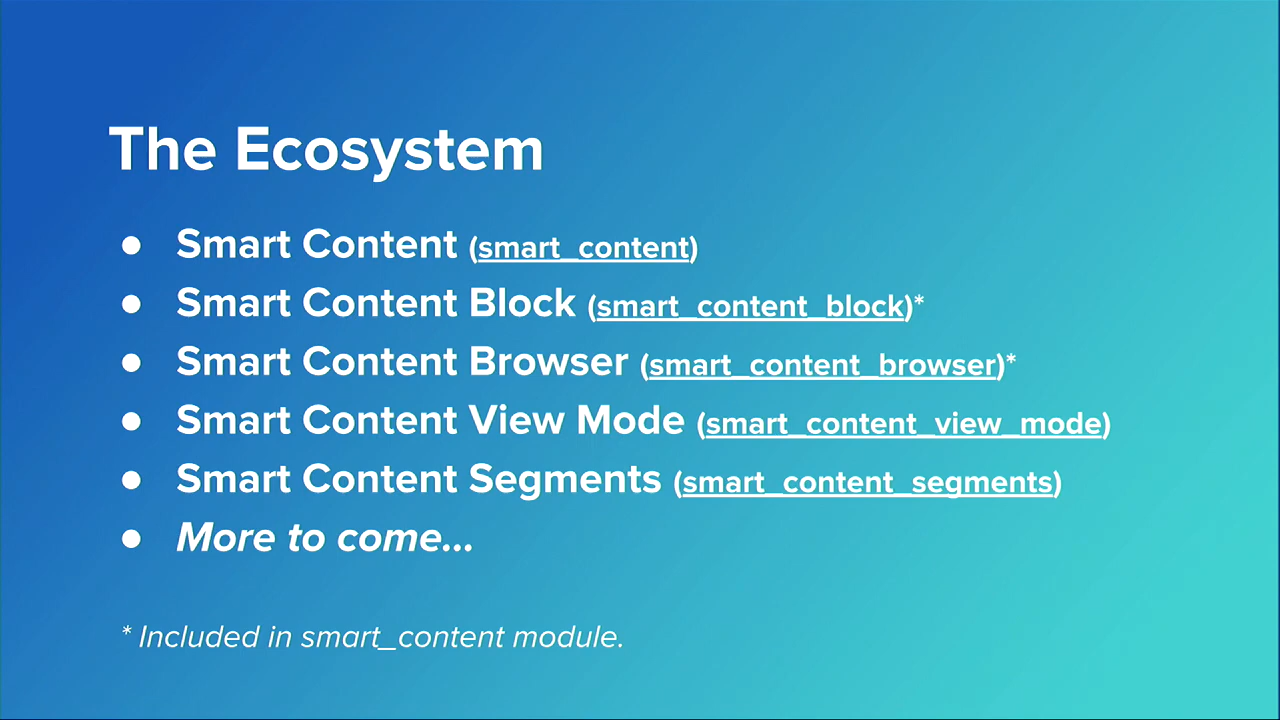 The Ecosystem
● Smart Content (smart_content)
● Smart Content Block (smart_content_block)*
● Smart Content Browser (smart_content_browser)*
● Smart Content View Mode (smart_content_view_mode)
● Smart Content Segments (smart_content_segments)
● More to come...
* Included in smart_content module.